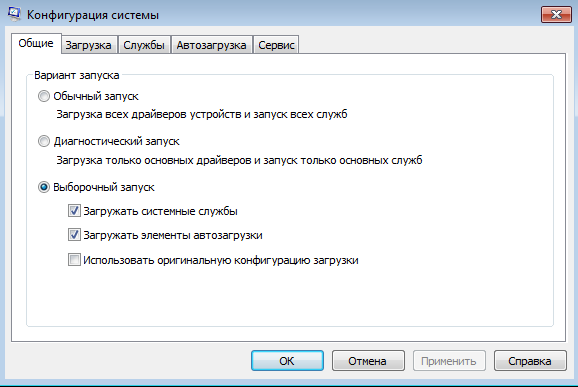 Конфигурация системы
Общие Загрузка Службы Автозагрузка Сервис
Вариант запуска
Обычный запуск
Загрузка всех драйверов устройств и запуск всех служб
Диагностический запуск
Загрузка только основных драйверов и запуск только основных служб
Выборочный запуск
Загружать системные службы
Загружать элементы автозагрузки
Использовать оригинальную конфигурацию загрузки
ОК Отмена Применить Справка